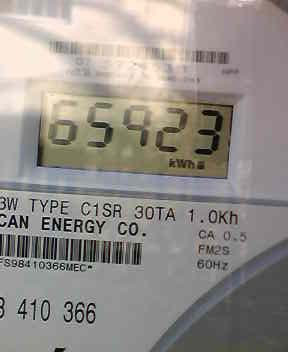 65923
kWh
3W TYPE C1SR 30TA 1.0Kh
CAN ENERGY CO.
CA 0.5
FS98410366MEC*
FM2S
60Hz
3 410 366